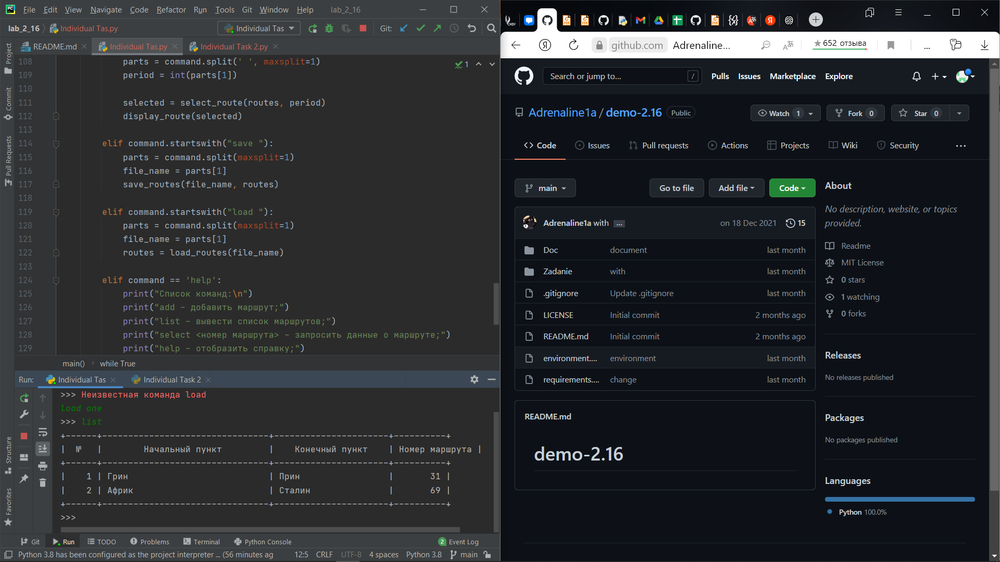 PC File Edit View Navigate Code Refactor Run Tools Git Window Help lab_2_16
lab_2_16 Individual Tas.py Individual Tas Git:
README.md Individual Tas.py Individual Task 2.py
Project
Commit
Pull Requests
Structure
Favorites
1
108 parts = command.split(' ', maxsplit=1)
109 period = int(parts[1])
110
111 selected = select_route(routes, period)
112 display_route(selected)
113
114 elif command.startswith("save "):
115 parts = command.split(maxsplit=1)
116 file_name = parts[1]
117 save_routes(file_name, routes)
118
119 elif command.startswith("load "):
120 parts = command.split(maxsplit=1)
121 file_name = parts[1]
122 routes = load_routes(file_name)
123
124 elif command == 'help':
125 print("Список команд:\n")
126 print("add - добавить маршрут;")
127 print("list - вывести список маршрутов;")
128 print("select <номер маршрута> - запросить данные о маршруте;")
129 print("help - отобразить справку;")
main() › while True
Run: Individual Tas Individual Task 2
>>> Неизвестная команда load
load one
>>> list
+------+--------------------------------+----------------------+----------+
| № | Начальный пункт | Конечный пункт | Номер маршрута |
+------+--------------------------------+----------------------+----------+
| 1 | Грин | Прин | 31 |
| 2 | Африк | Сталин | 69 |
+------+--------------------------------+----------------------+----------+
>>>
Git Run TODO Problems Terminal Python Console 2 Event Log
Python 3.8 has been configured as the project interpreter ... (56 minutes ag 12:5 CRLF UTF-8 4 spaces Python 3.8 main
github.com Adrenaline... ★ 652 отзыва ...
Search or jump to... / Pulls Issues Marketplace Explore
Adrenaline1a / demo-2.16 Public Watch 1 Fork 0 Star 0
Code Issues Pull requests Actions Projects Wiki Security ...
main Go to file Add file Code
Adrenaline1a with ... on 18 Dec 2021 15
Doc document last month
Zadanie with last month
.gitignore Update .gitignore last month
LICENSE Initial commit 2 months ago
README.md Initial commit 2 months ago
environment.... environment last month
requirements.... change last month
README.md
demo-2.16
About
No description, website, or topics
provided.
Readme
MIT License
0 stars
1 watching
0 forks
Releases
No releases published
Packages
No packages published
Languages
Python 100.0%